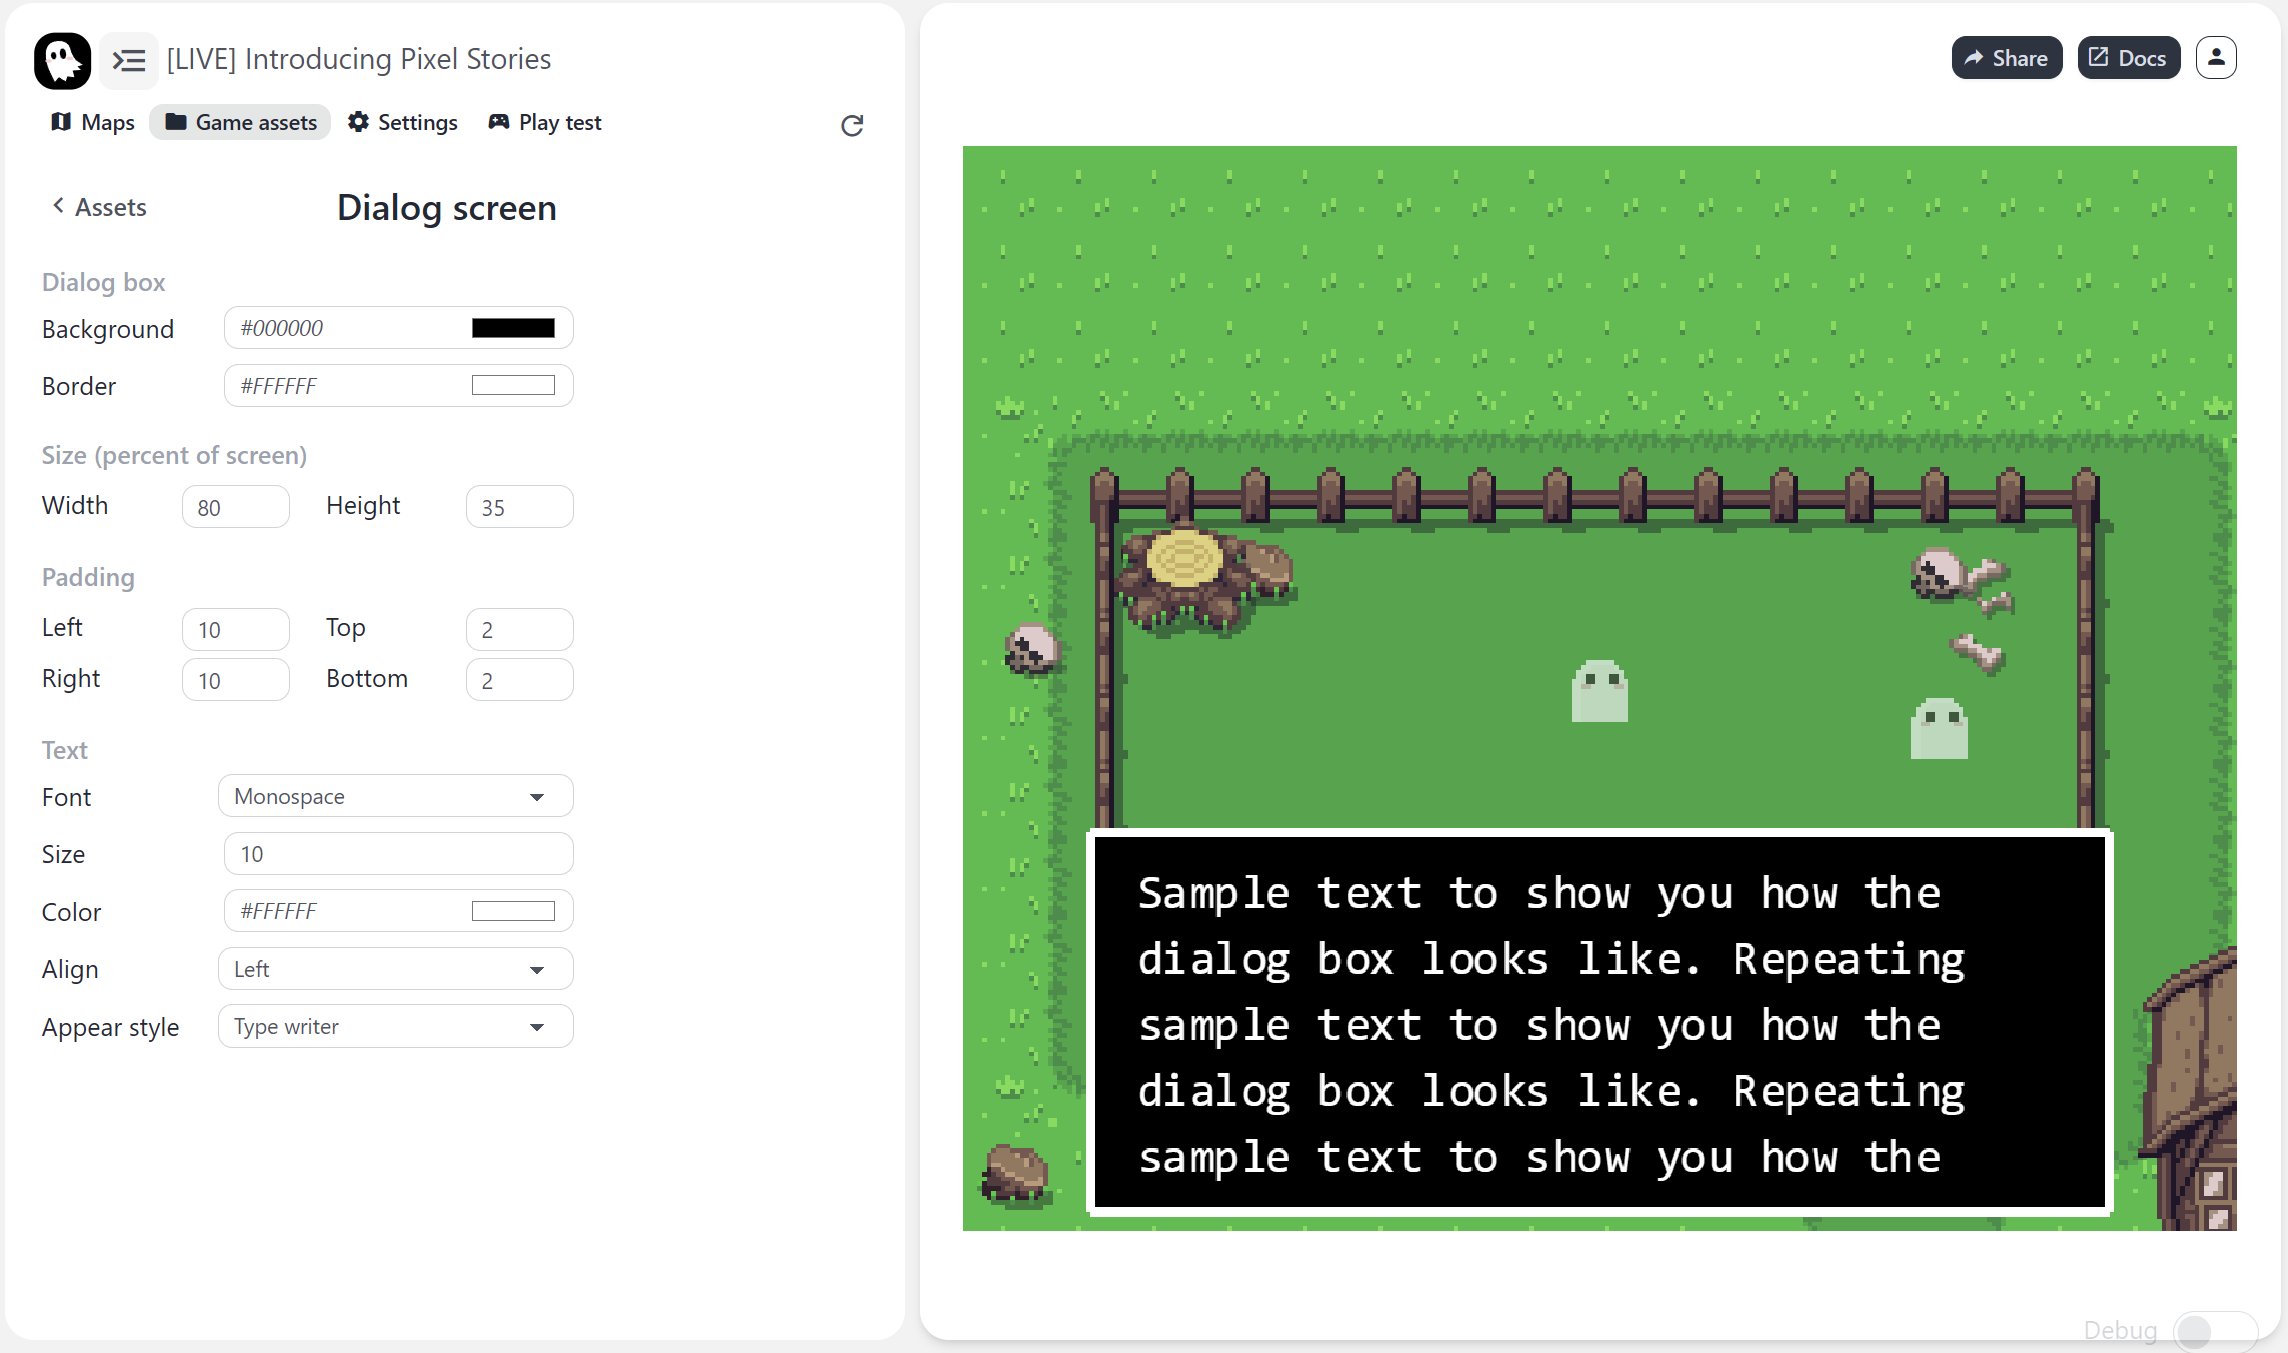 [LIVE] Introducing Pixel Stories
Share
Docs
Maps
Game assets
Settings
Play test
Assets
Dialog screen
Dialog box
Background
#000000
Border
#FFFFFF
Size (percent of screen)
Width
80
Height
35
Padding
Left
10
Top
2
Right
10
Bottom
2
Text
Font
Monospace
Size
10
Color
#FFFFFF
Align
Left
Appear style
Type writer
Sample text to show you how the
dialog box looks like. Repeating
sample text to show you how the
dialog box looks like. Repeating
sample text to show you how the
Debug